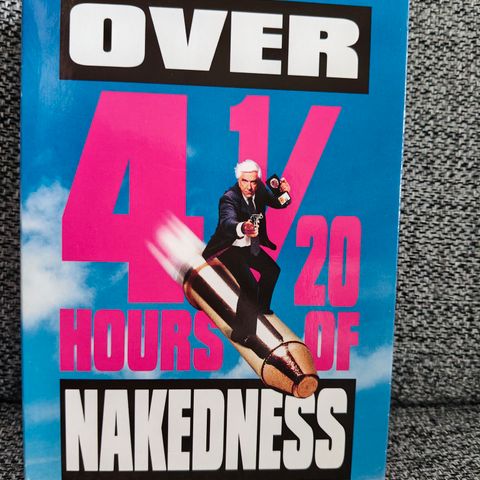 OVER
4 1/20
HOURS OF
NAKEDNESS